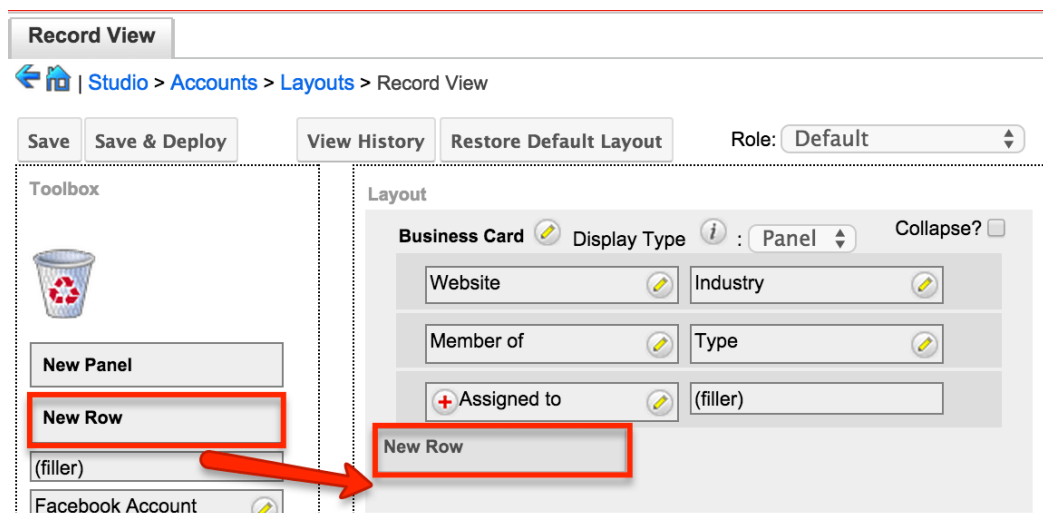 Record View
| Studio > Accounts > Layouts > Record View
Save Save & Deploy View History Restore Default Layout Role: Default
Toolbox
Layout
Business Card Display Type i : Panel Collapse?
Website Industry
Member of Type
New Panel
Assigned to (filler)
New Row
New Row
(filler)
Facebook Account